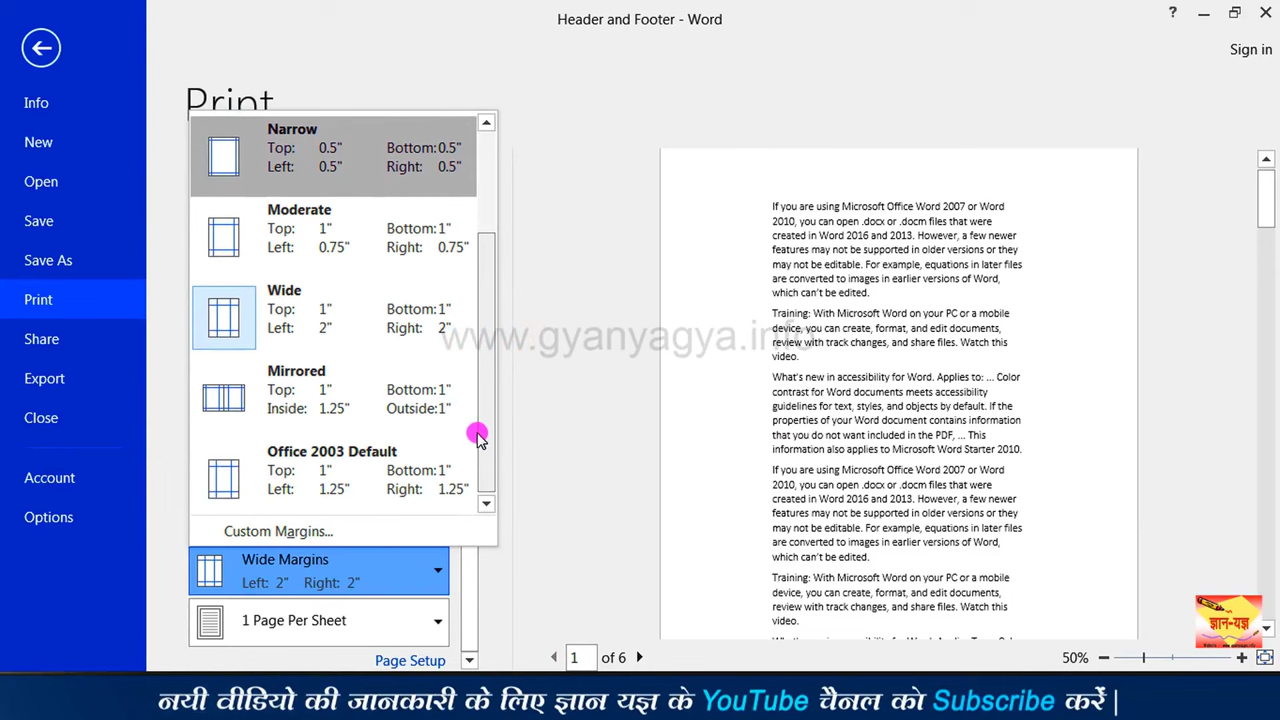 Header and Footer - Word
?
Sign in
Info
New
Open
Save
Save As
Print
Share
Export
Close
Account
Options
Print
Narrow
Top: 0.5" Bottom: 0.5"
Left: 0.5" Right: 0.5"
Moderate
Top: 1" Bottom: 1"
Left: 0.75" Right: 0.75"
Wide
Top: 1" Bottom: 1"
Left: 2" Right: 2"
Mirrored
Top: 1" Bottom: 1"
Inside: 1.25" Outside: 1"
Office 2003 Default
Top: 1" Bottom: 1"
Left: 1.25" Right: 1.25"
Custom Margins...
Wide Margins
Left: 2" Right: 2"
1 Page Per Sheet
Page Setup
If you are using Microsoft Office Word 2007 or Word
2010, you can open .docx or .docm files that were
created in Word 2016 and 2013. However, a few newer
features may not be supported in older versions or they
may not be editable. For example, equations in later files
are converted to images in earlier versions of Word,
which can't be edited.
Training: With Microsoft Word on your PC or a mobile
device, you can create, format, and edit documents,
review with track changes, and share files. Watch this
video.
What's new in accessibility for Word. Applies to: ... Color
contrast for Word documents meets accessibility
guidelines for text, styles, and objects by default. If the
properties of your Word document contains information
that you do not want included in the PDF, ... This
information also applies to Microsoft Word Starter 2010.
If you are using Microsoft Office Word 2007 or Word
2010, you can open .docx or .docm files that were
created in Word 2016 and 2013. However, a few newer
features may not be supported in older versions or they
may not be editable. For example, equations in later files
are converted to images in earlier versions of Word,
which can't be edited.
Training: With Microsoft Word on your PC or a mobile
device, you can create, format, and edit documents,
review with track changes, and share files. Watch this
video.
www.gyanyagya.info
1 of 6
50%
ज्ञान-यज्ञ
नयी वीडियो की जानकारी के लिए ज्ञान यज्ञ के YouTube चैनल को Subscribe करें |